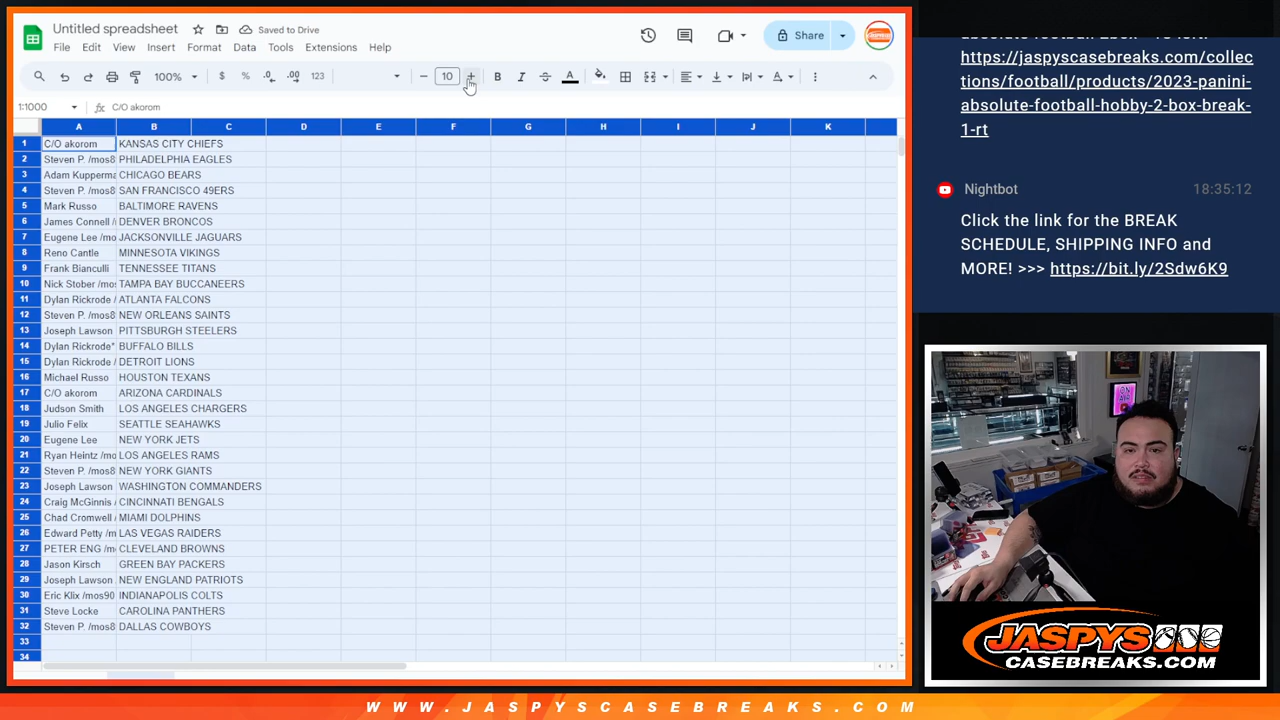 Untitled spreadsheet
Saved to Drive
File Edit View Insert Format Data Tools Extensions Help
Share
100% $ % .0 .00 123 10 B I A
1:1000 fx C/O akorom
A B C D E F G H I J K
1 C/O akorom KANSAS CITY CHIEFS
2 Steven P. /mos8 PHILADELPHIA EAGLES
3 Adam Kupperma CHICAGO BEARS
4 Steven P. /mos8 SAN FRANCISCO 49ERS
5 Mark Russo BALTIMORE RAVENS
6 James Connell / DENVER BRONCOS
7 Eugene Lee /mo JACKSONVILLE JAGUARS
8 Reno Cantle MINNESOTA VIKINGS
9 Frank Bianculli TENNESSEE TITANS
10 Nick Stober /mos TAMPA BAY BUCCANEERS
11 Dylan Rickrode / ATLANTA FALCONS
12 Steven P. /mos8 NEW ORLEANS SAINTS
13 Joseph Lawson PITTSBURGH STEELERS
14 Dylan Rickrode* BUFFALO BILLS
15 Dylan Rickrode / DETROIT LIONS
16 Michael Russo HOUSTON TEXANS
17 C/O akorom ARIZONA CARDINALS
18 Judson Smith LOS ANGELES CHARGERS
19 Julio Felix SEATTLE SEAHAWKS
20 Eugene Lee NEW YORK JETS
21 Ryan Heintz /mo LOS ANGELES RAMS
22 Steven P. /mos8 NEW YORK GIANTS
23 Joseph Lawson WASHINGTON COMMANDERS
24 Craig McGinnis / CINCINNATI BENGALS
25 Chad Cromwell / MIAMI DOLPHINS
26 Edward Petty /m LAS VEGAS RAIDERS
27 PETER ENG /mo CLEVELAND BROWNS
28 Jason Kirsch GREEN BAY PACKERS
29 Joseph Lawson NEW ENGLAND PATRIOTS
30 Eric Klix /mos90 INDIANAPOLIS COLTS
31 Steve Locke CAROLINA PANTHERS
32 Steven P. /mos8 DALLAS COWBOYS
33
34
https://jaspyscasebreaks.com/collec
tions/football/products/2023-panini-
absolute-football-hobby-2-box-break-
1-rt
Nightbot 18:35:12
Click the link for the BREAK
SCHEDULE, SHIPPING INFO and
MORE! >>> https://bit.ly/2Sdw6K9
ON AIR
JASPYS
CASEBREAKS.COM
WWW.JASPYSCASEBREAKS.COM